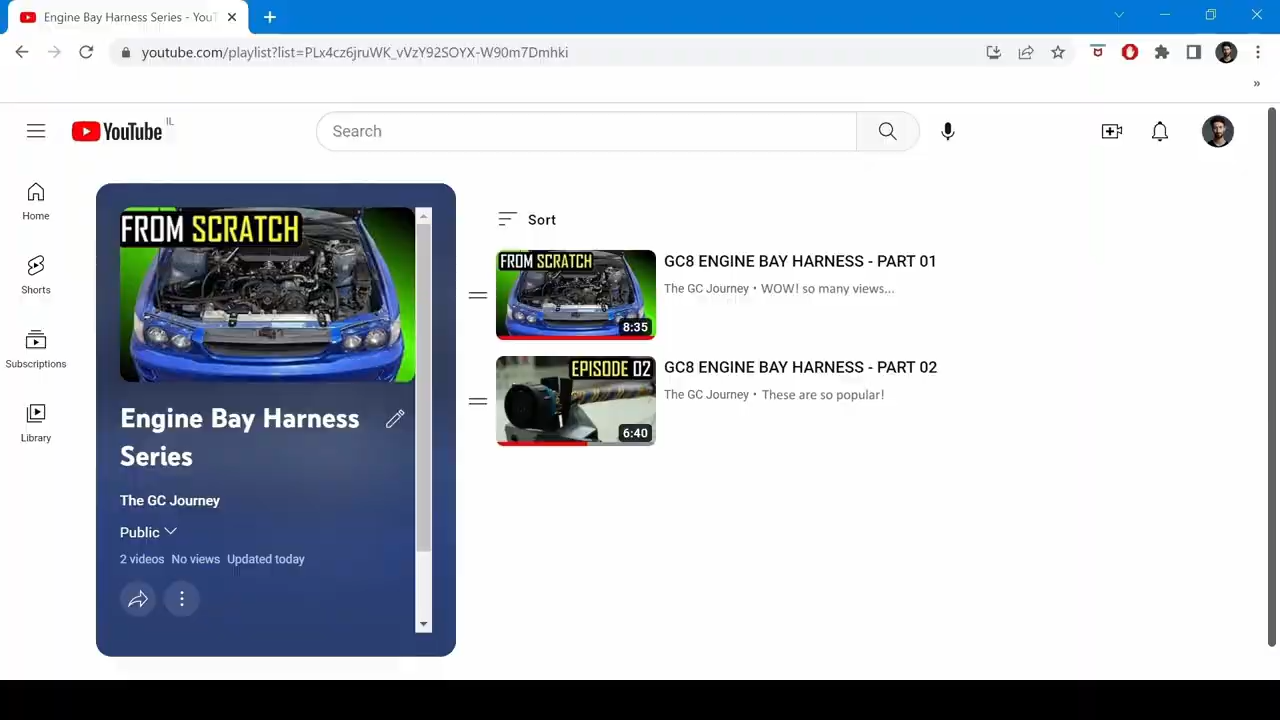 Engine Bay Harness Series - YouT
youtube.com/playlist?list=PLx4cz6jruWK_vVzY92SOYX-W90m7Dmhki
YouTube IL
Search
Home
Shorts
Subscriptions
Library
FROM SCRATCH
Engine Bay Harness
Series
The GC Journey
Public
2 videos No views Updated today
Sort
FROM SCRATCH
8:35
GC8 ENGINE BAY HARNESS - PART 01
The GC Journey • WOW! so many views...
EPISODE 02
6:40
GC8 ENGINE BAY HARNESS - PART 02
The GC Journey • These are so popular!